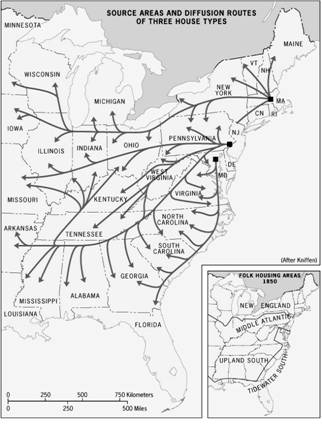 SOURCE AREAS AND DIFFUSION ROUTES
OF THREE HOUSE TYPES
MINNESOTA
MAINE
VT
NH
WISCONSIN
MICHIGAN
NEW
YORK
MA
CN
RI
IOWA
PENNSYLVANIA
NJ
ILLINOIS
INDIANA
OHIO
DE
MD
WEST
VIRGINIA
VIRGINIA
MISSOURI
KENTUCKY
NORTH
CAROLINA
ARKANSAS
TENNESSEE
SOUTH
CAROLINA
(After Kniffen)
GEORGIA
MISSISSIPPI
ALABAMA
LOUISIANA
FLORIDA
FOLK HOUSING AREAS
1850
NEW ENGLAND
MIDDLE ATLANTIC
UPLAND SOUTH
TIDEWATER SOUTH
0 250 500 750 Kilometers
0 250 500 Miles